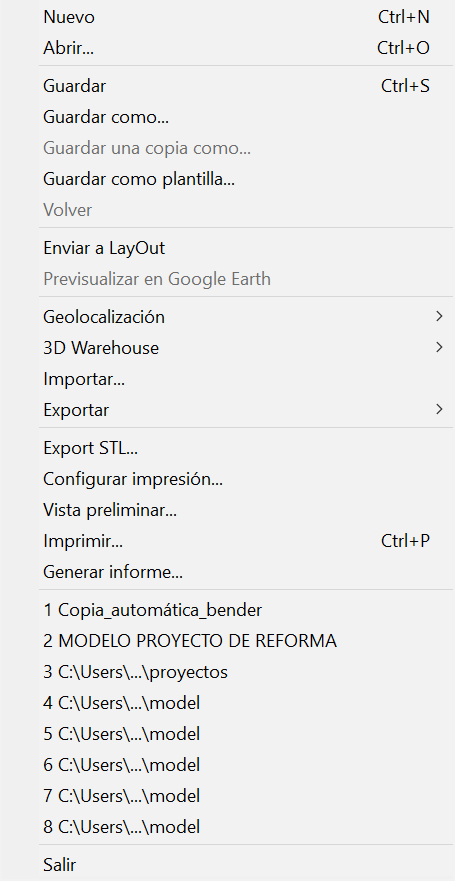 Nuevo Ctrl+N
Abrir... Ctrl+O
Guardar Ctrl+S
Guardar como...
Guardar una copia como...
Guardar como plantilla...
Volver
Enviar a LayOut
Previsualizar en Google Earth
Geolocalización
3D Warehouse
Importar...
Exportar
Export STL...
Configurar impresión...
Vista preliminar...
Imprimir... Ctrl+P
Generar informe...
1 Copia_automática_bender
2 MODELO PROYECTO DE REFORMA
3 C:\Users\...\proyectos
4 C:\Users\...\model
5 C:\Users\...\model
6 C:\Users\...\model
7 C:\Users\...\model
8 C:\Users\...\model
Salir